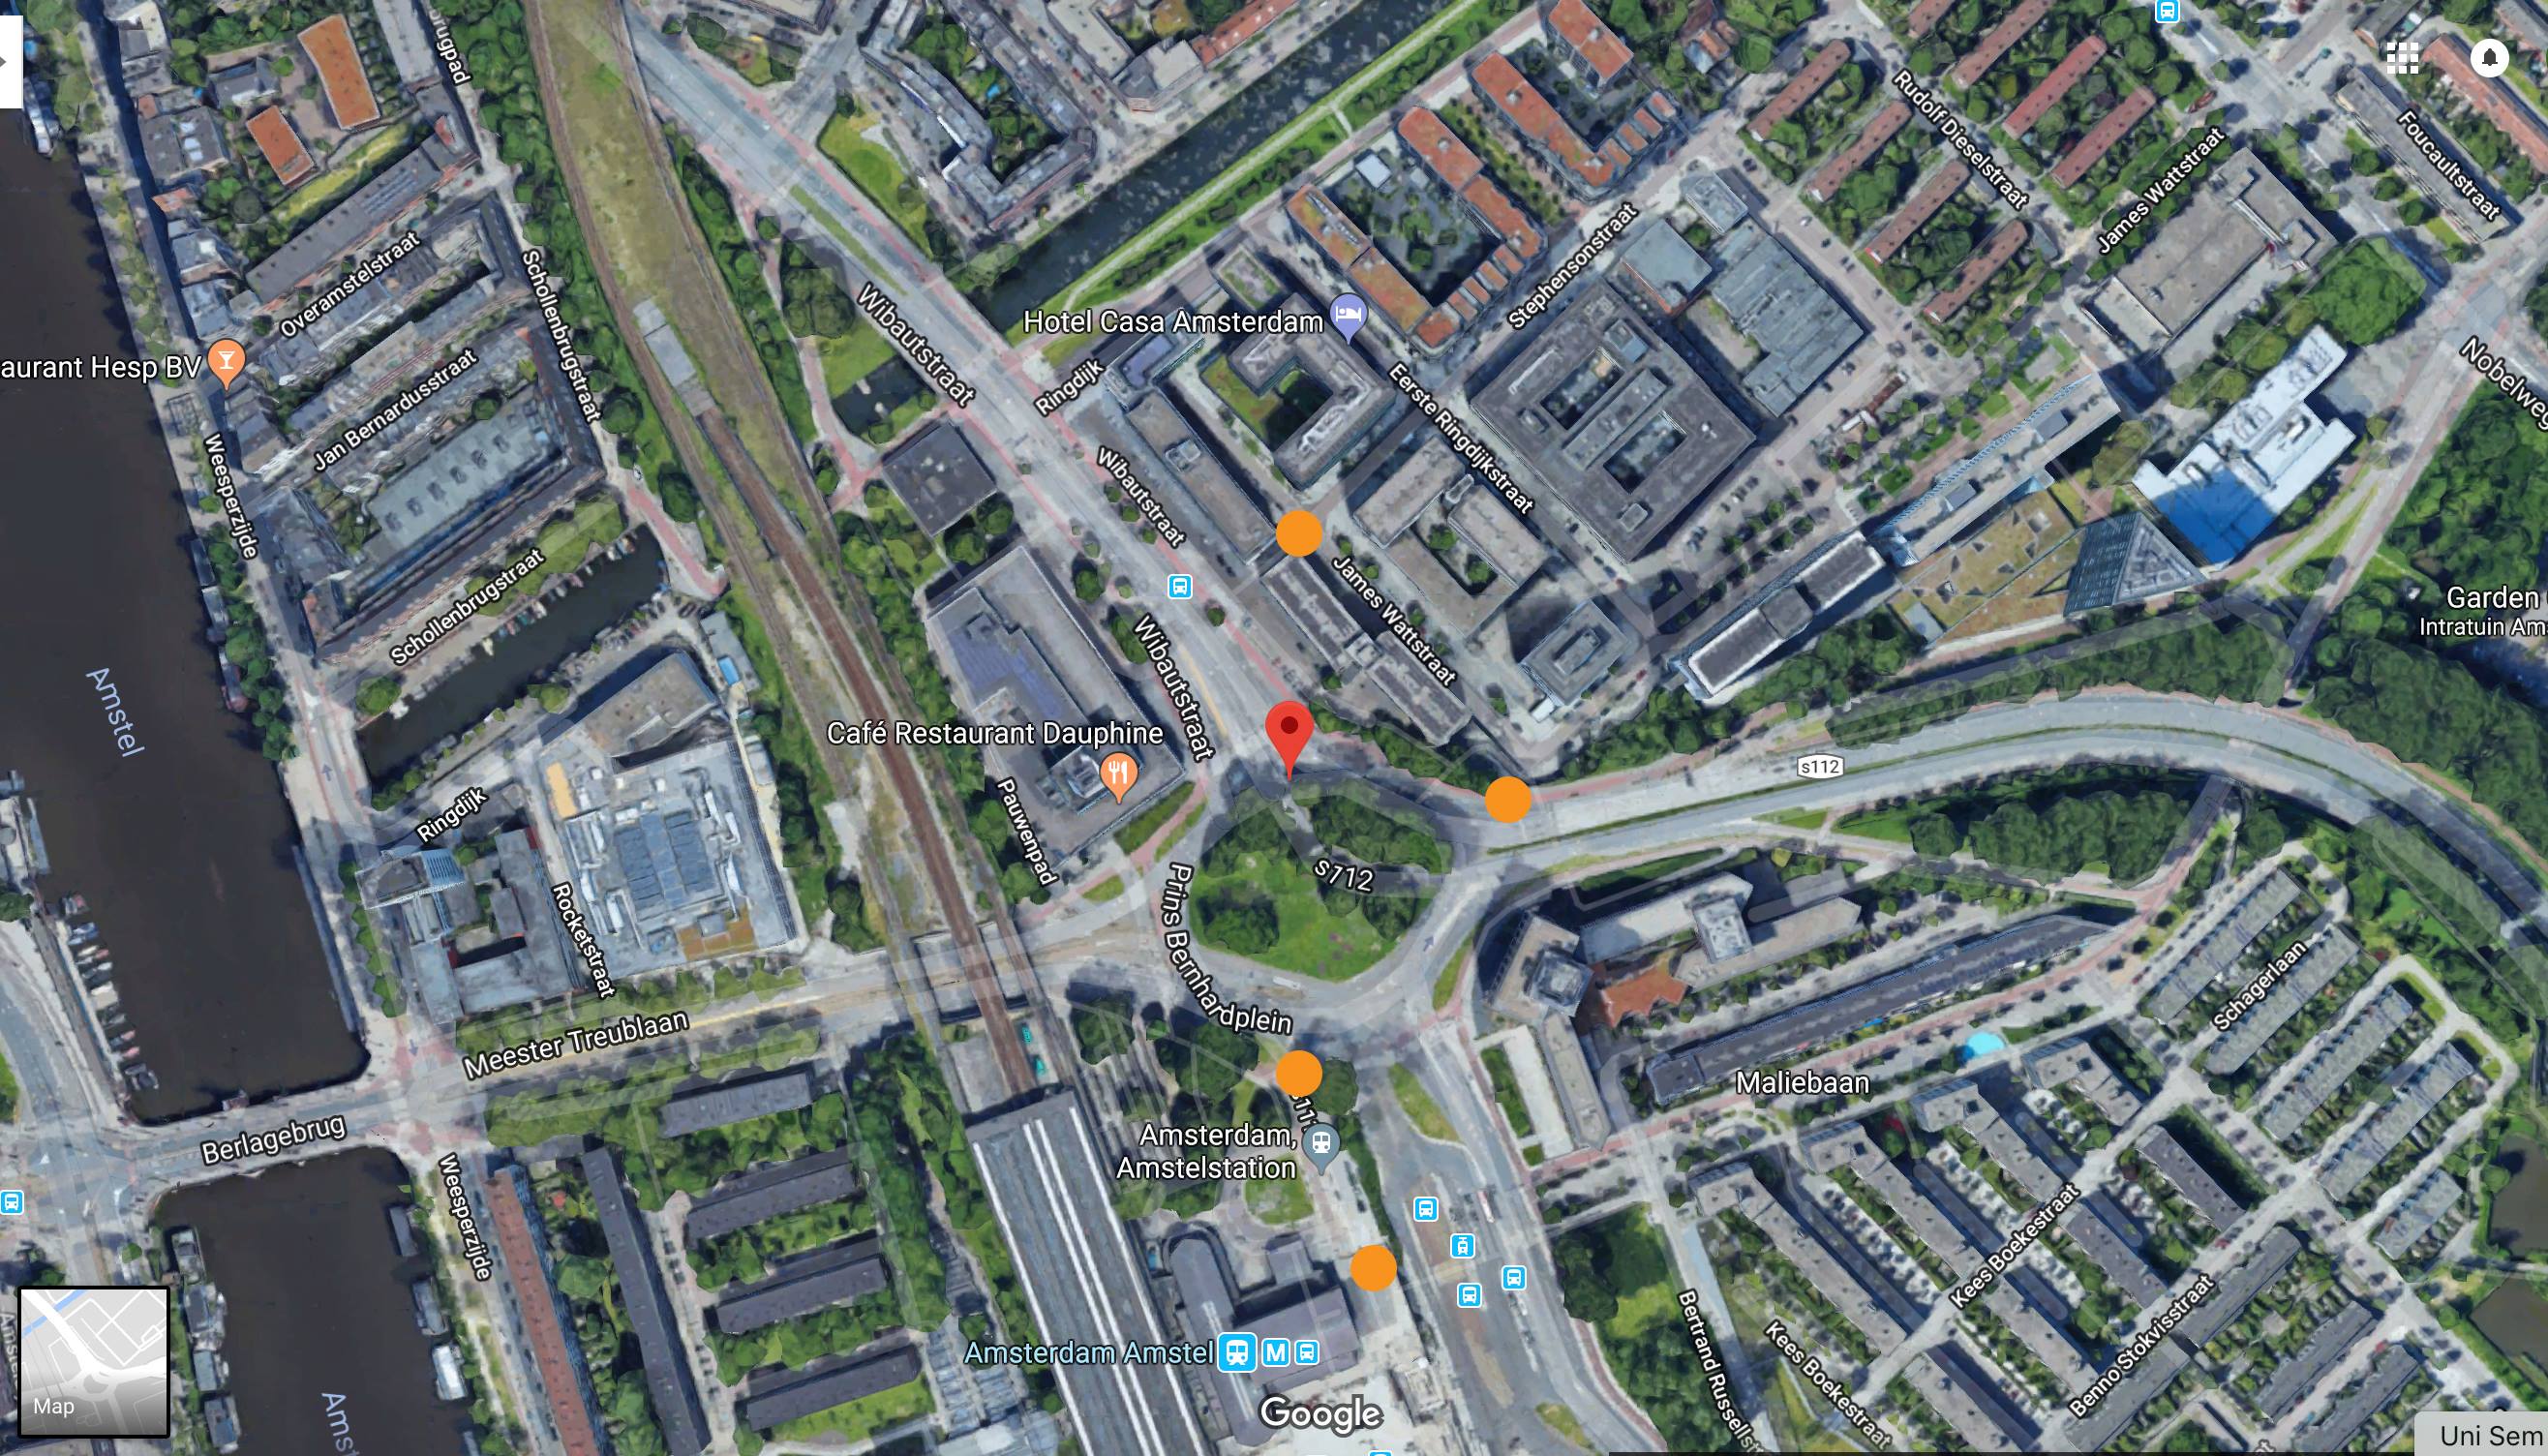 Rudolf Dieselstraat
James Wattstraat
Foucaultstraat
Overamstelstraat
Schollenbrugstraat
Wibautstraat
Hotel Casa Amsterdam
Stephensonstraat
aurant Hesp BV
Jan Bernardusstraat
Ringdijk
Eerste Ringdijkstraat
Nobelweg
Weesperzijde
Wibautstraat
Schollenbrugstraat
James Wattstraat
Wibautstraat
Garden
Intratuin Am
Amstel
Café Restaurant Dauphine
s112
Ringdijk
Pauwenpad
s112
Rocketstraat
Prins Bernhardplein
Schagerlaan
Meester Treublaan
Maliebaan
Berlagebrug
Amsterdam,
Amstelstation
Weesperzijde
Kees Boekestraat
Bertrand Russellstr
Benno Stokvisstraat
Kees Boekestraat
Amsterdam Amstel M
Map
Amst
Google
Uni Sem